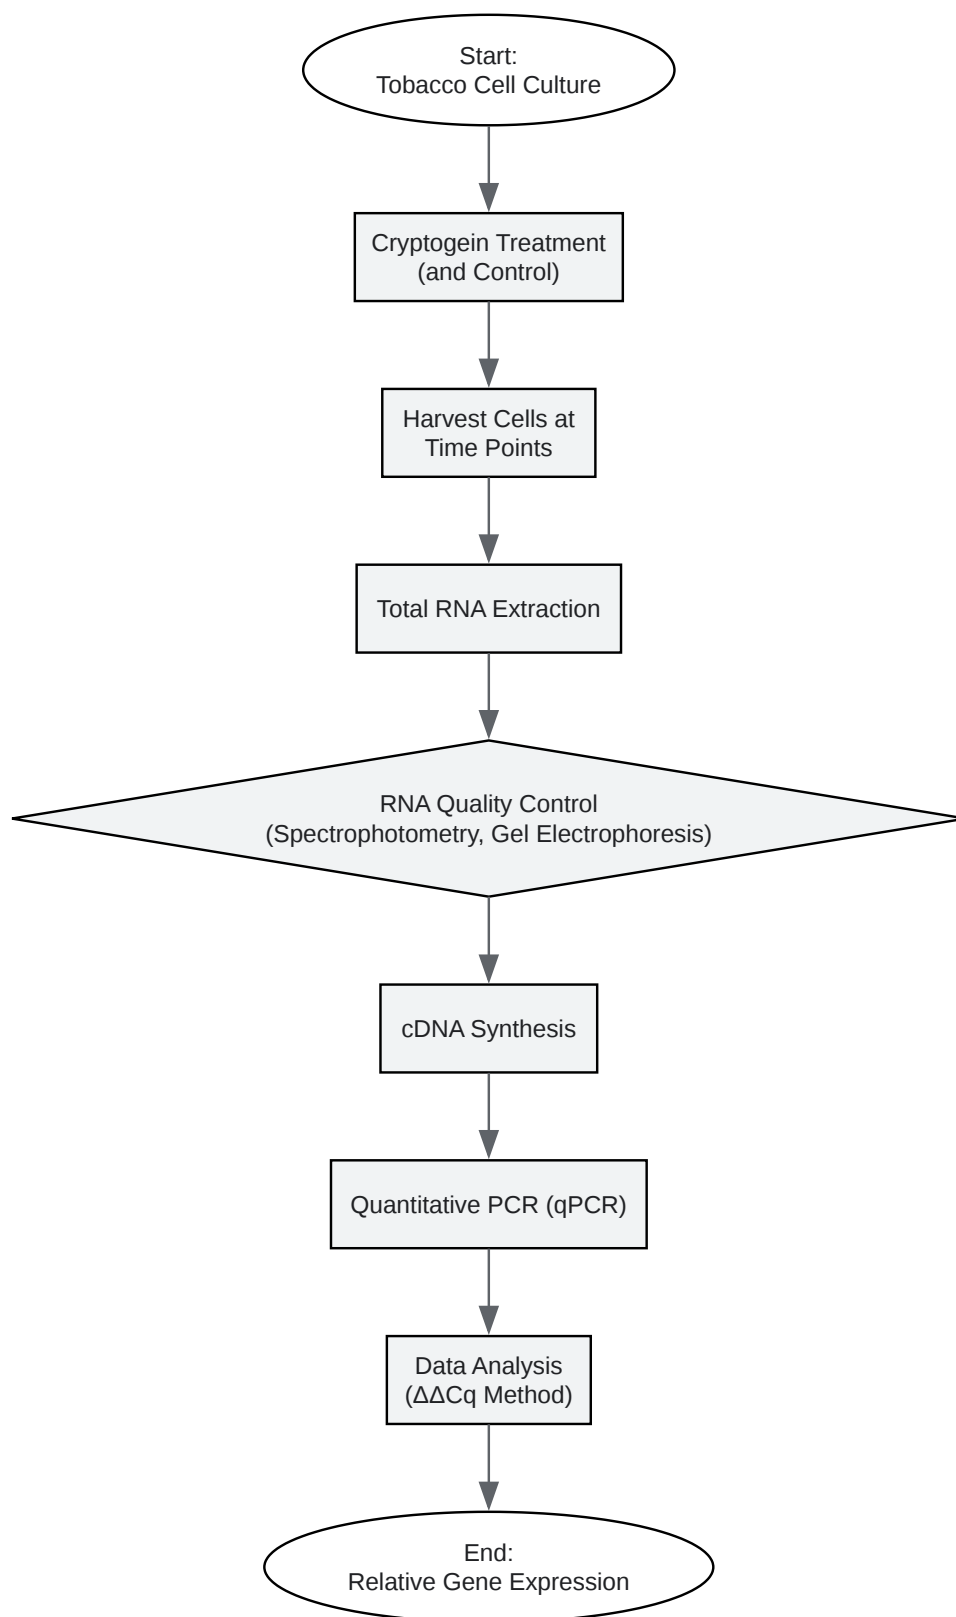 Start:
Tobacco Cell Culture
Cryptogein Treatment
(and Control)
Harvest Cells at
Time Points
Total RNA Extraction
RNA Quality Control
(Spectrophotometry, Gel Electrophoresis)
cDNA Synthesis
Quantitative PCR (qPCR)
Data Analysis
(ΔΔCq Method)
End:
Relative Gene Expression